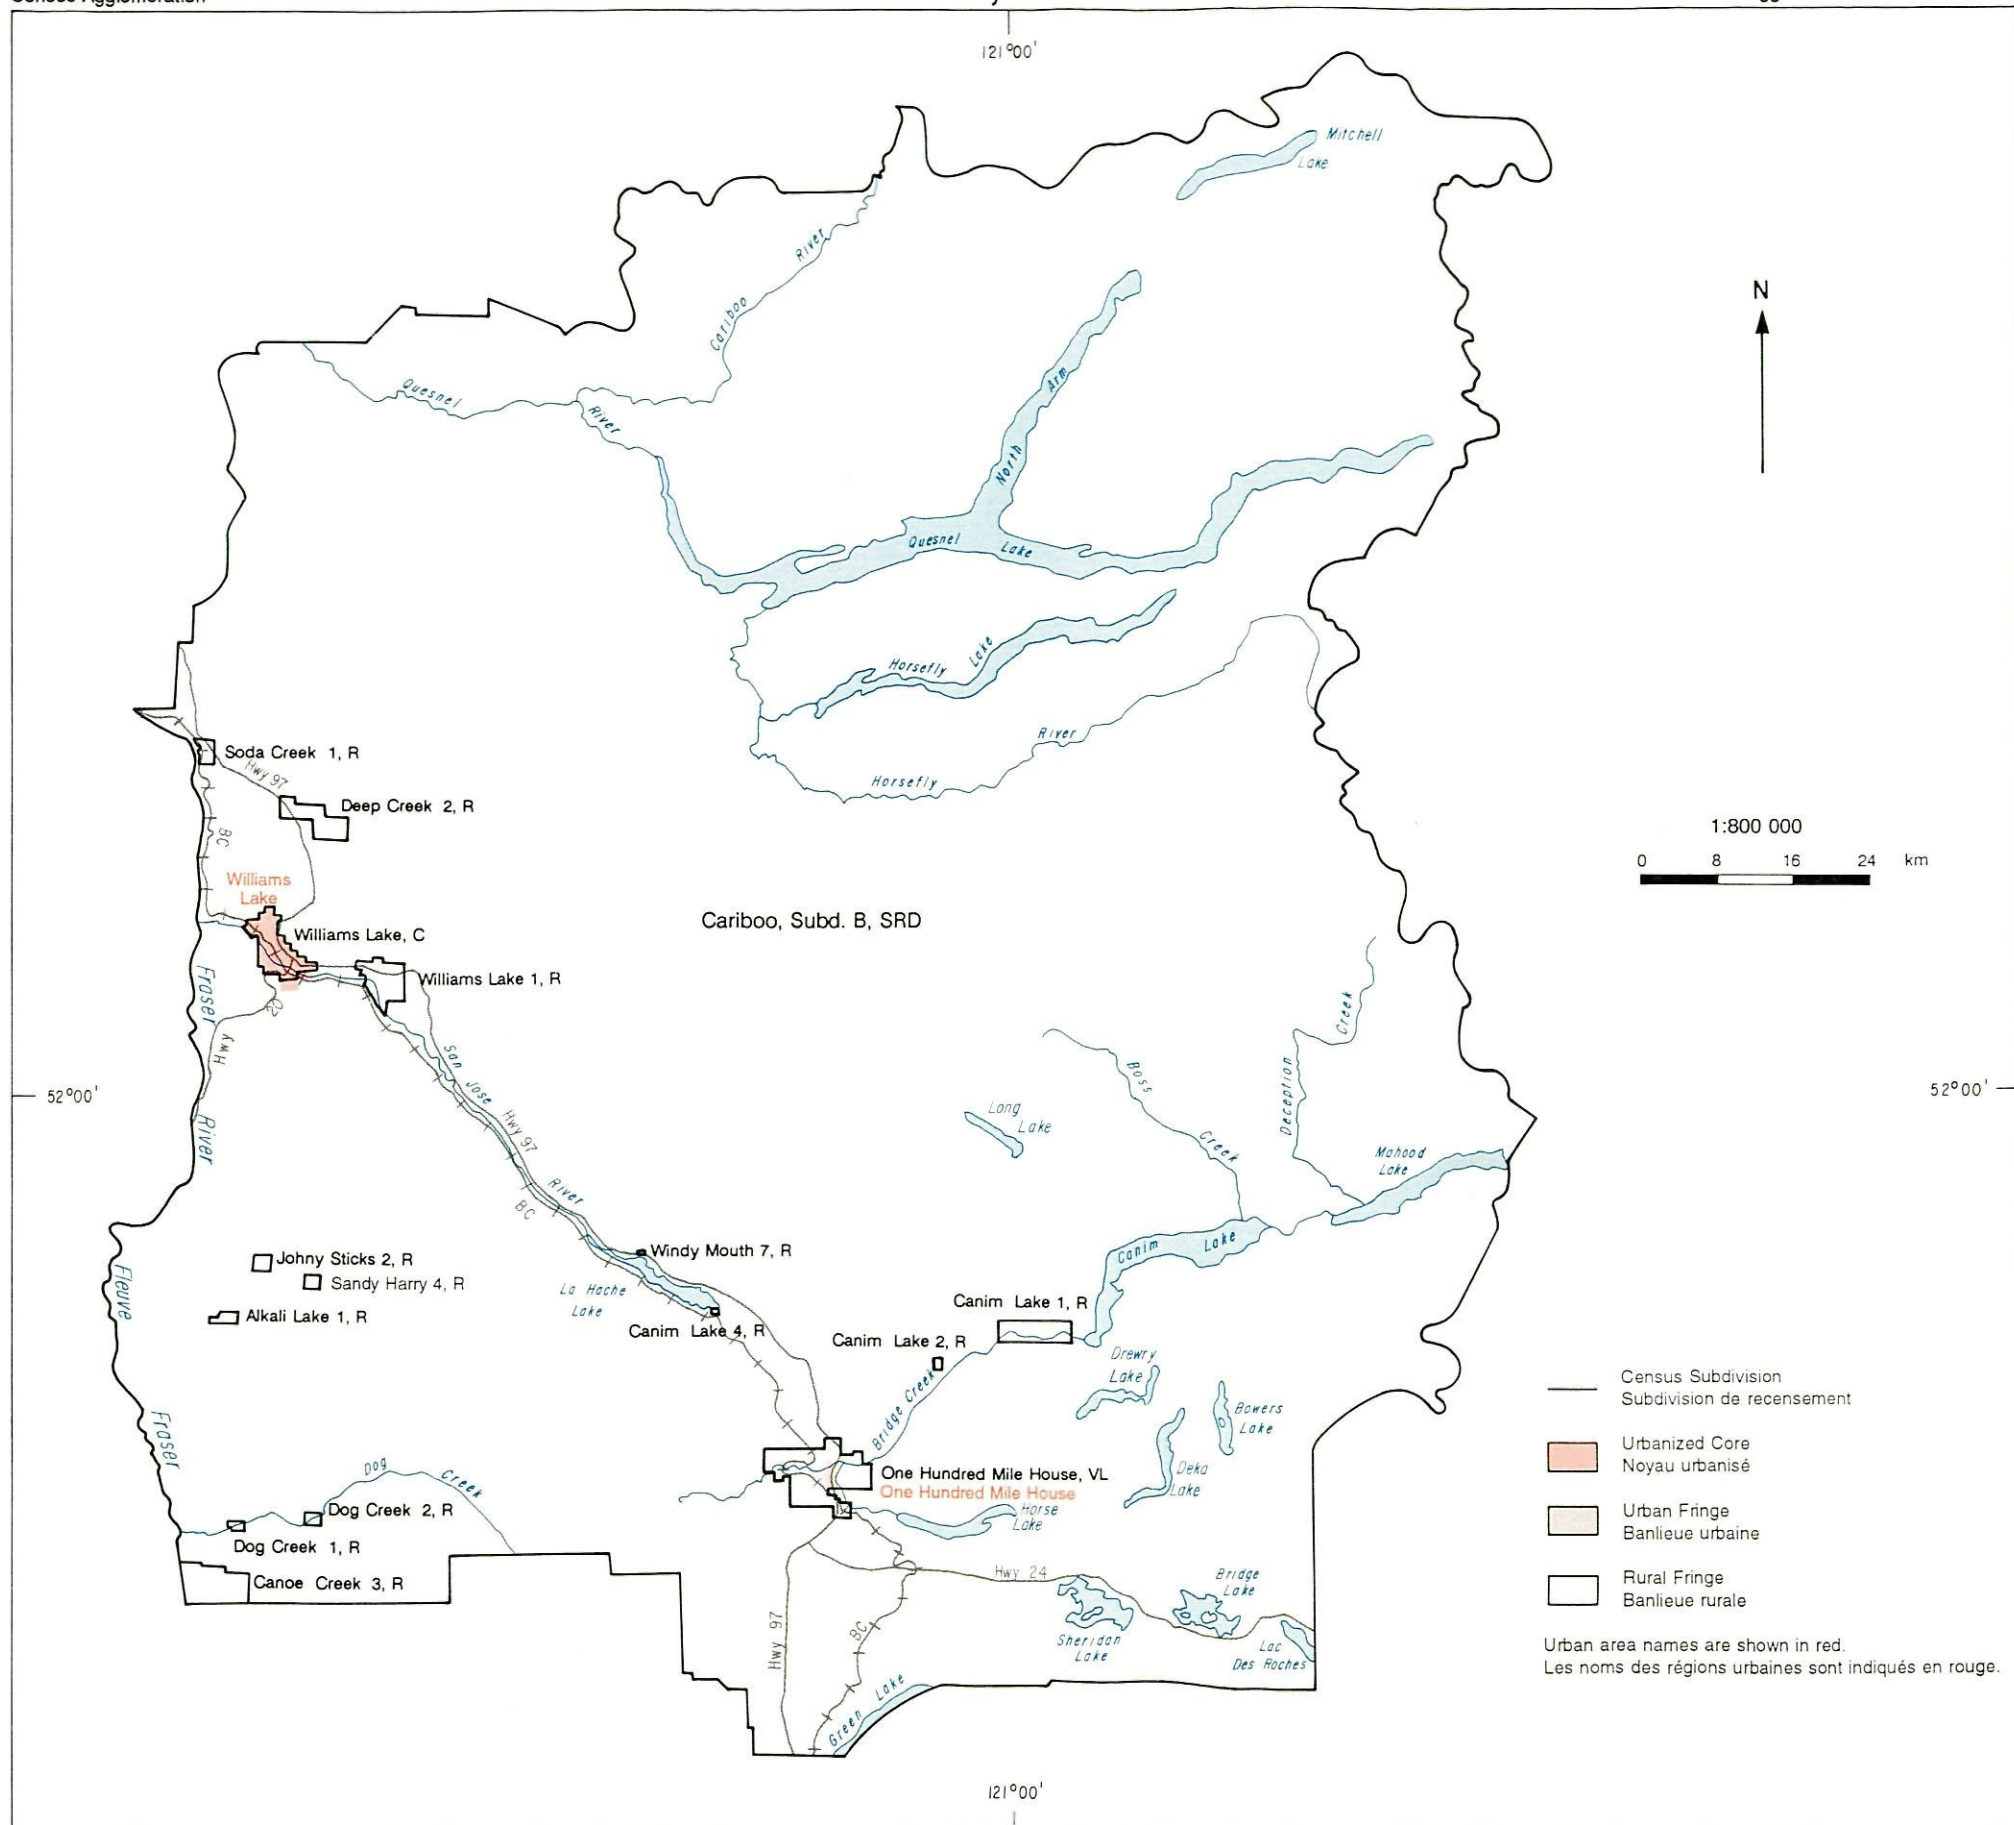 121°00'
Mitchell
Lake
River
Cariboo
N
Quesnel
River
Arm
North
Quesnel Lake
Horsefly Lake
River
Horsefly
Soda Creek 1, R
Hwy 97
Deep Creek 2, R
BC
1:800 000
0 8 16 24 km
Williams
Lake
Williams Lake, C
Cariboo, Subd. B, SRD
Williams Lake 1, R
Fraser
20
Hwy
River
San Jose
Hwy 97
River
BC
52°00'
52°00'
Creek
Deception
Boss
Creek
Long
Lake
Mahood
Lake
Canim Lake
Windy Mouth 7, R
Johny Sticks 2, R
Sandy Harry 4, R
Alkali Lake 1, R
Fleuve
Fraser
La Hache
Lake
Canim Lake 4, R
Canim Lake 1, R
Canim Lake 2, R
Bridge Creek
Drewry
Lake
Bowers
Lake
Deka
Lake
One Hundred Mile House, VL
One Hundred Mile House
Horse
Lake
Dog Creek
Dog Creek 2, R
Dog Creek 1, R
Canoe Creek 3, R
Hwy 24
Bridge
Lake
Sheridan
Lake
Lac
Des Roches
Hwy 97
BC
Green Lake
Census Subdivision
Subdivision de recensement
Urbanized Core
Noyau urbanisé
Urban Fringe
Banlieue urbaine
Rural Fringe
Banlieue rurale
Urban area names are shown in red.
Les noms des régions urbaines sont indiqués en rouge.
121°00'